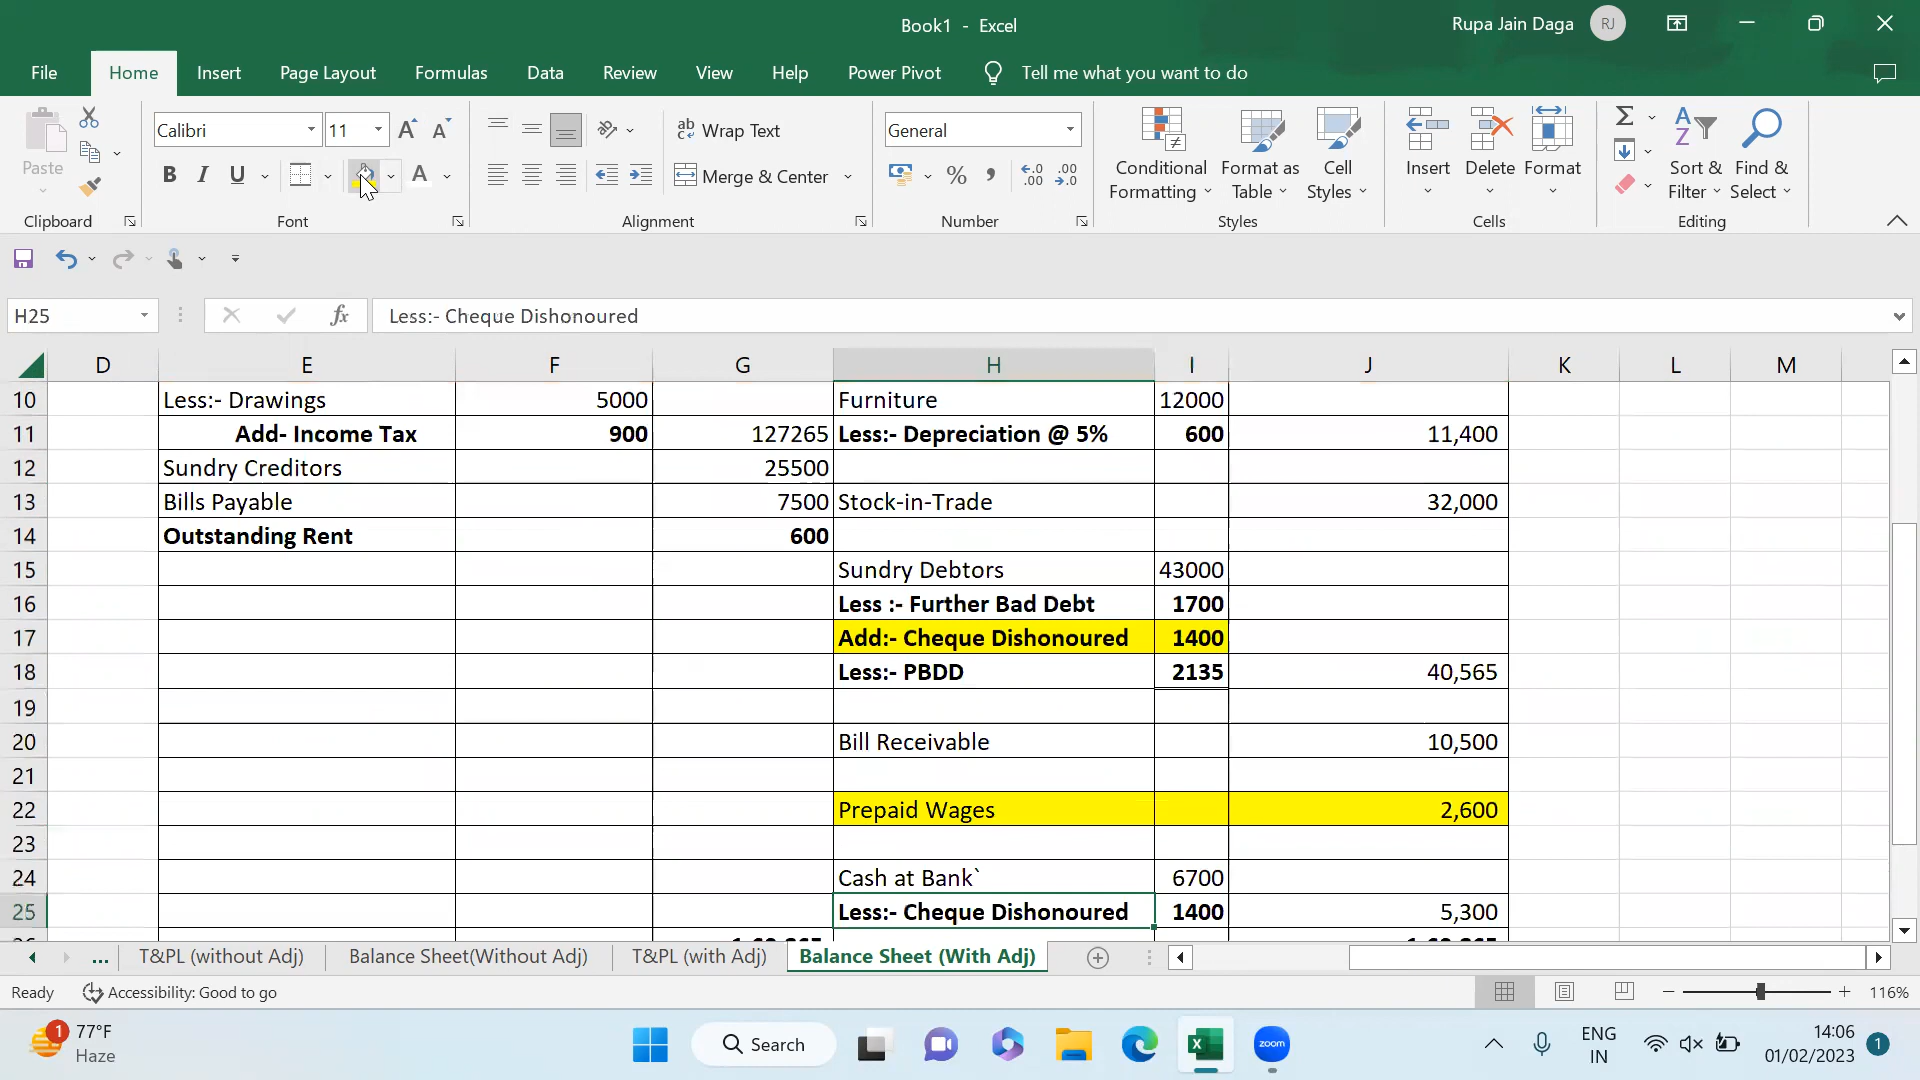 Book1 - Excel
Rupa Jain Daga RJ
File Home Insert Page Layout Formulas Data Review View Help Power Pivot Tell me what you want to do
Paste
Calibri 11
B I U A
ab Wrap Text
Merge & Center
General
% ,
Conditional Formatting
Format as Table
Cell Styles
Insert Delete Format
Sort & Filter
Find & Select
Clipboard Font Alignment Number Styles Cells Editing
H25 fx Less:- Cheque Dishonoured
D E F G H I J K L M
10 Less:- Drawings 5000 Furniture 12000
11 Add- Income Tax 900 127265 Less:- Depreciation @ 5% 600 11,400
12 Sundry Creditors 25500
13 Bills Payable 7500 Stock-in-Trade 32,000
14 Outstanding Rent 600
15 Sundry Debtors 43000
16 Less :- Further Bad Debt 1700
17 Add:- Cheque Dishonoured 1400
18 Less:- PBDD 2135 40,565
19
20 Bill Receivable 10,500
21
22 Prepaid Wages 2,600
23
24 Cash at Bank` 6700
25 Less:- Cheque Dishonoured 1400 5,300
... T&PL (without Adj) Balance Sheet(Without Adj) T&PL (with Adj) Balance Sheet (With Adj)
Ready Accessibility: Good to go 116%
1 77°F
Haze
Search
zoom
ENG
IN
14:06
01/02/2023
1